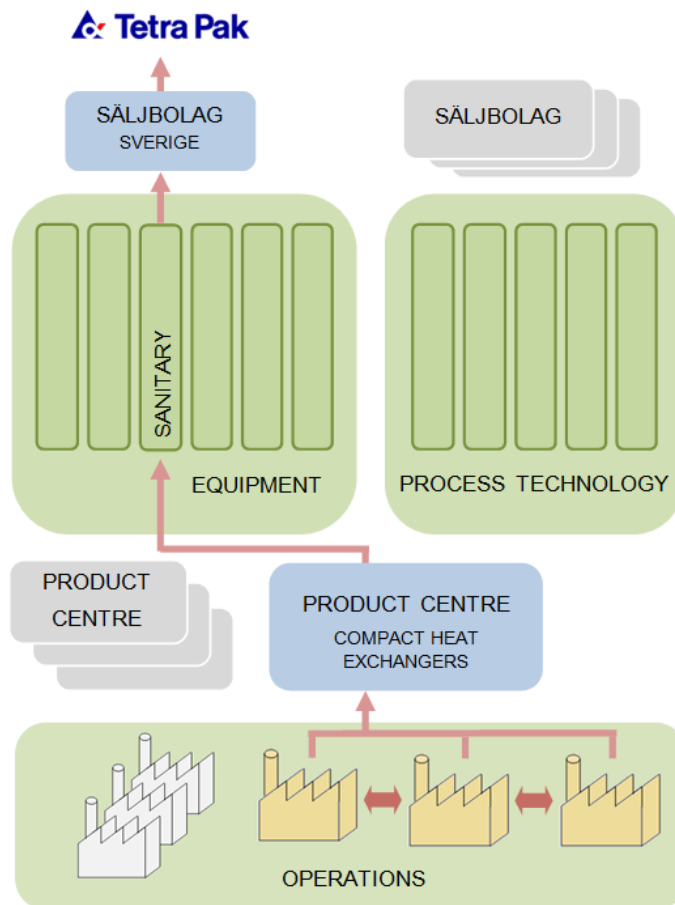 Tetra Pak
SÄLJBOLAG
SVERIGE
SÄLJBOLAG
SANITARY
EQUIPMENT
PROCESS TECHNOLOGY
PRODUCT
CENTRE
PRODUCT CENTRE
COMPACT HEAT
EXCHANGERS
OPERATIONS